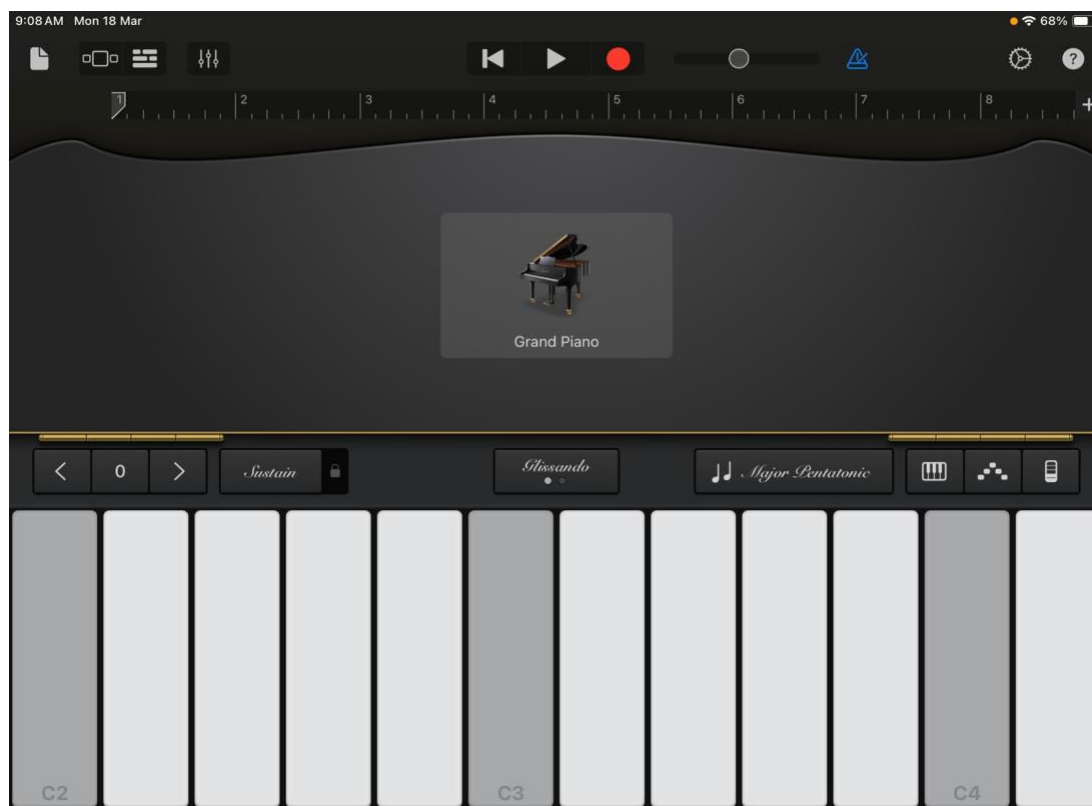 9:08 AM Mon 18 Mar 68%
?
1 2 3 4 5 6 7 8 +
Grand Piano
0 Sustain Glissando Major Pentatonic
C2 C3 C4